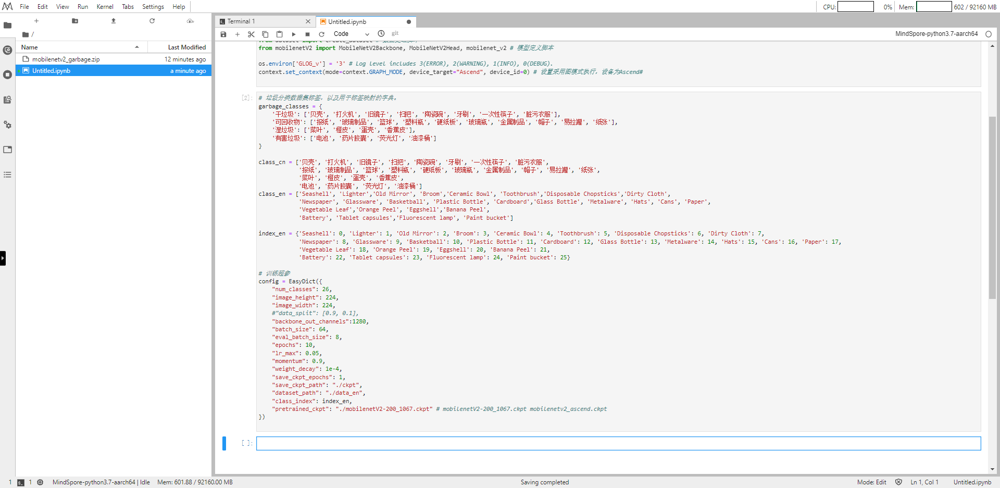 File Edit View Run Kernel Tabs Settings Help
CPU: 0% Mem: 602 / 92160 MB
/
Name Last Modified
mobilenetv2_garbage.zip 12 minutes ago
Untitled.ipynb a minute ago
Terminal 1
Untitled.ipynb
Code git MindSpore-python3.7-aarch64
from dataset import create_dataset # 数据处理脚本
from mobilenetV2 import MobileNetV2Backbone, MobileNetV2Head, mobilenet_v2 # 模型定义脚本
os.environ['GLOG_v'] = '3' # Log Level includes 3(ERROR), 2(WARNING), 1(INFO), 0(DEBUG).
context.set_context(mode=context.GRAPH_MODE, device_target="Ascend", device_id=0) # 设置采用图模式执行，设备为Ascend#
[2]:
# 垃圾分类数据集标签，以及用于标签映射的字典。
garbage_classes = {
'干垃圾': ['贝壳', '打火机', '旧镜子', '扫把', '陶瓷碗', '牙刷', '一次性筷子', '脏污衣服'],
'可回收物': ['报纸', '玻璃制品', '篮球', '塑料瓶', '硬纸板', '玻璃瓶', '金属制品', '帽子', '易拉罐', '纸张'],
'湿垃圾': ['菜叶', '橙皮', '蛋壳', '香蕉皮'],
'有害垃圾': ['电池', '药片胶囊', '荧光灯', '油漆桶']
}
class_cn = ['贝壳', '打火机', '旧镜子', '扫把', '陶瓷碗', '牙刷', '一次性筷子', '脏污衣服',
'报纸', '玻璃制品', '篮球', '塑料瓶', '硬纸板', '玻璃瓶', '金属制品', '帽子', '易拉罐', '纸张',
'菜叶', '橙皮', '蛋壳', '香蕉皮',
'电池', '药片胶囊', '荧光灯', '油漆桶']
class_en = ['Seashell', 'Lighter','Old Mirror', 'Broom','Ceramic Bowl', 'Toothbrush','Disposable Chopsticks','Dirty Cloth',
'Newspaper', 'Glassware', 'Basketball', 'Plastic Bottle', 'Cardboard','Glass Bottle', 'Metalware', 'Hats', 'Cans', 'Paper',
'Vegetable Leaf','Orange Peel', 'Eggshell','Banana Peel',
'Battery', 'Tablet capsules','Fluorescent lamp', 'Paint bucket']
index_en = {'Seashell': 0, 'Lighter': 1, 'Old Mirror': 2, 'Broom': 3, 'Ceramic Bowl': 4, 'Toothbrush': 5, 'Disposable Chopsticks': 6, 'Dirty Cloth': 7,
'Newspaper': 8, 'Glassware': 9, 'Basketball': 10, 'Plastic Bottle': 11, 'Cardboard': 12, 'Glass Bottle': 13, 'Metalware': 14, 'Hats': 15, 'Cans': 16, 'Paper': 17,
'Vegetable Leaf': 18, 'Orange Peel': 19, 'Eggshell': 20, 'Banana Peel': 21,
'Battery': 22, 'Tablet capsules': 23, 'Fluorescent lamp': 24, 'Paint bucket': 25}
# 训练超参
config = EasyDict({
"num_classes": 26,
"image_height": 224,
"image_width": 224,
#"data_split": [0.9, 0.1],
"backbone_out_channels":1280,
"batch_size": 64,
"eval_batch_size": 8,
"epochs": 10,
"lr_max": 0.05,
"momentum": 0.9,
"weight_decay": 1e-4,
"save_ckpt_epochs": 1,
"save_ckpt_path": "./ckpt",
"dataset_path": "./data_en",
"class_index": index_en,
"pretrained_ckpt": "./mobilenetV2-200_1067.ckpt" # mobilenetV2-200_1067.ckpt mobilenetv2_ascend.ckpt
})
[ ]:
1 1 MindSpore-python3.7-aarch64 | Idle Mem: 601.88 / 92160.00 MB Saving completed Mode: Edit Ln 1, Col 1 Untitled.ipynb